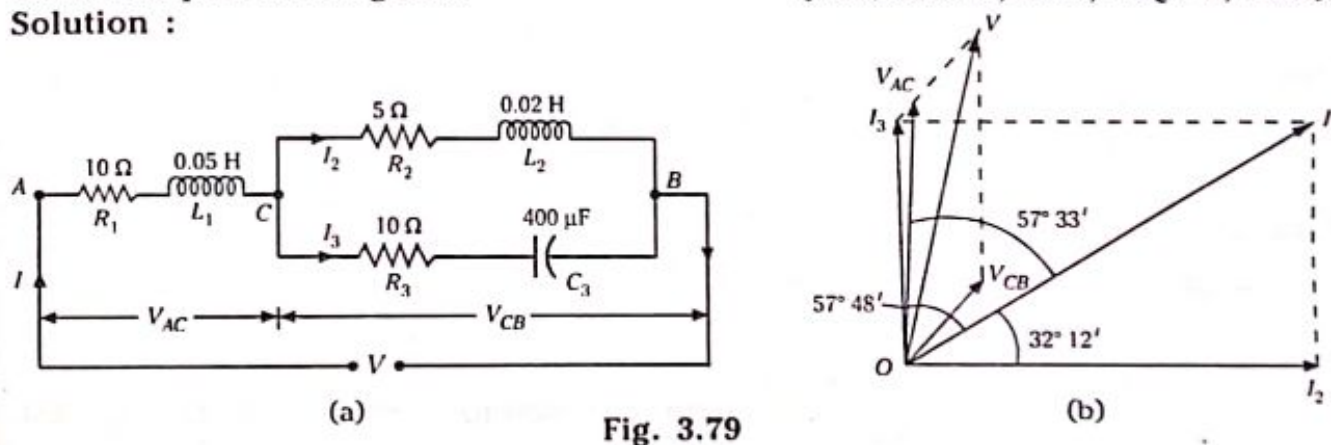 Solution :
5 Ω
0.02 H
I₂
R₂
L₂
10 Ω
0.05 H
A
R₁
L₁
C
B
I₃
10 Ω
400 μF
R₃
C₃
I
V_AC
V_CB
V
(a)
V
V_AC
I₃
I
57° 33′
V_CB
57° 48′
32° 12′
O
I₂
(b)
Fig. 3.79